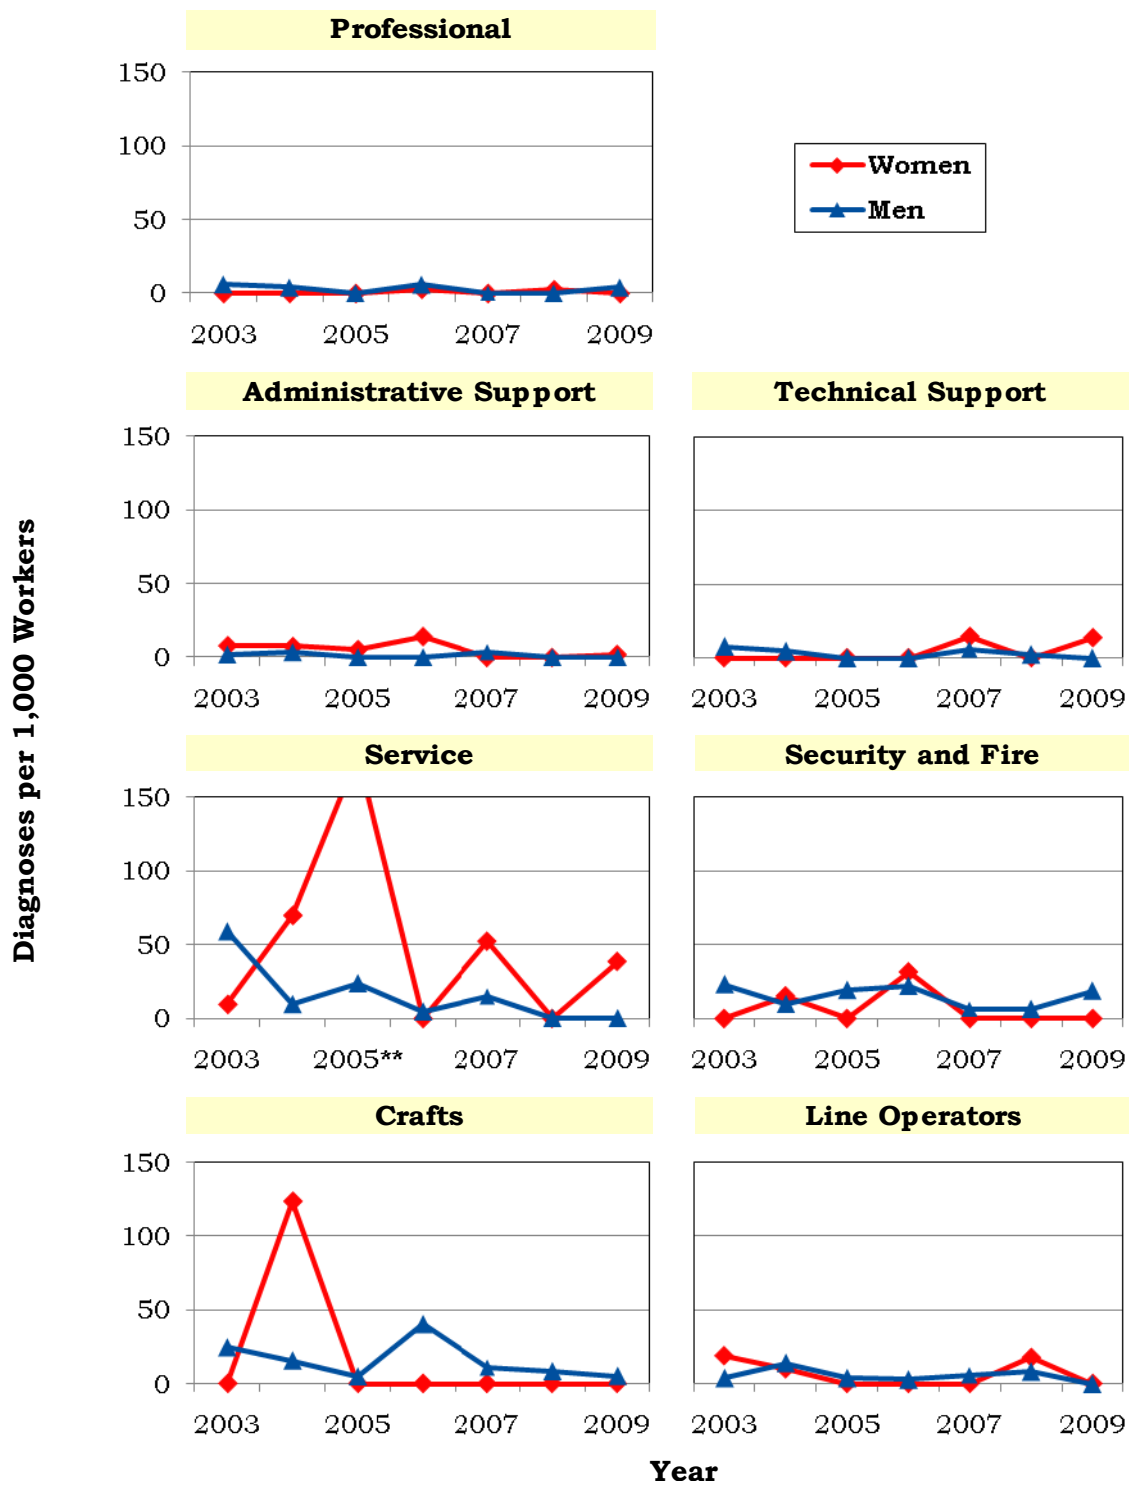 Professional
150
100
50
0
2003 2005 2007 2009
Women
Men
Diagnoses per 1,000 Workers
Administrative Support
150
100
50
0
2003 2005 2007 2009
Technical Support
2003 2005 2007 2009
Service
150
100
50
0
2003 2005** 2007 2009
Security and Fire
2003 2005 2007 2009
Crafts
150
100
50
0
2003 2005 2007 2009
Line Operators
2003 2005 2007 2009
Year